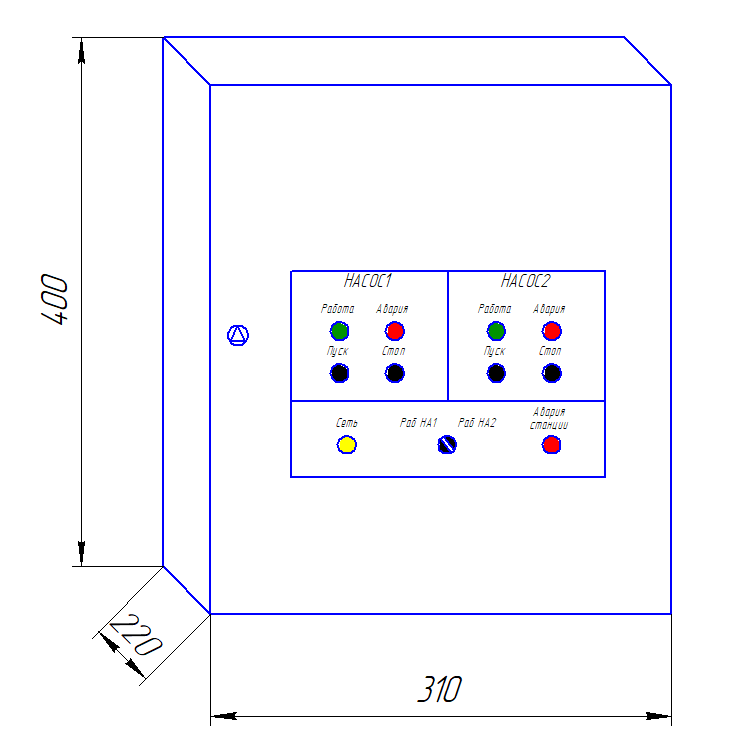 НАСОС1 НАСОС2
Работа Авария Работа Авария
Пуск Стоп Пуск Стоп
Сеть Раб НА1 Раб НА2 Авария
станции
400
220
310